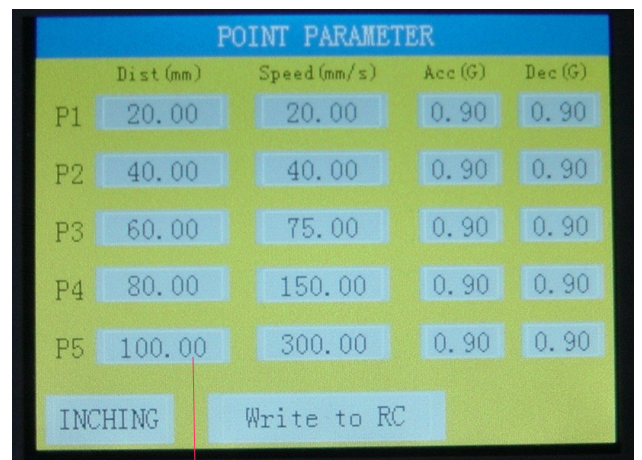 POINT PARAMETER
Dist(mm) Speed(mm/s) Acc(G) Dec(G)
P1 20.00 20.00 0.90 0.90
P2 40.00 40.00 0.90 0.90
P3 60.00 75.00 0.90 0.90
P4 80.00 150.00 0.90 0.90
P5 100.00 300.00 0.90 0.90
INCHING Write to RC